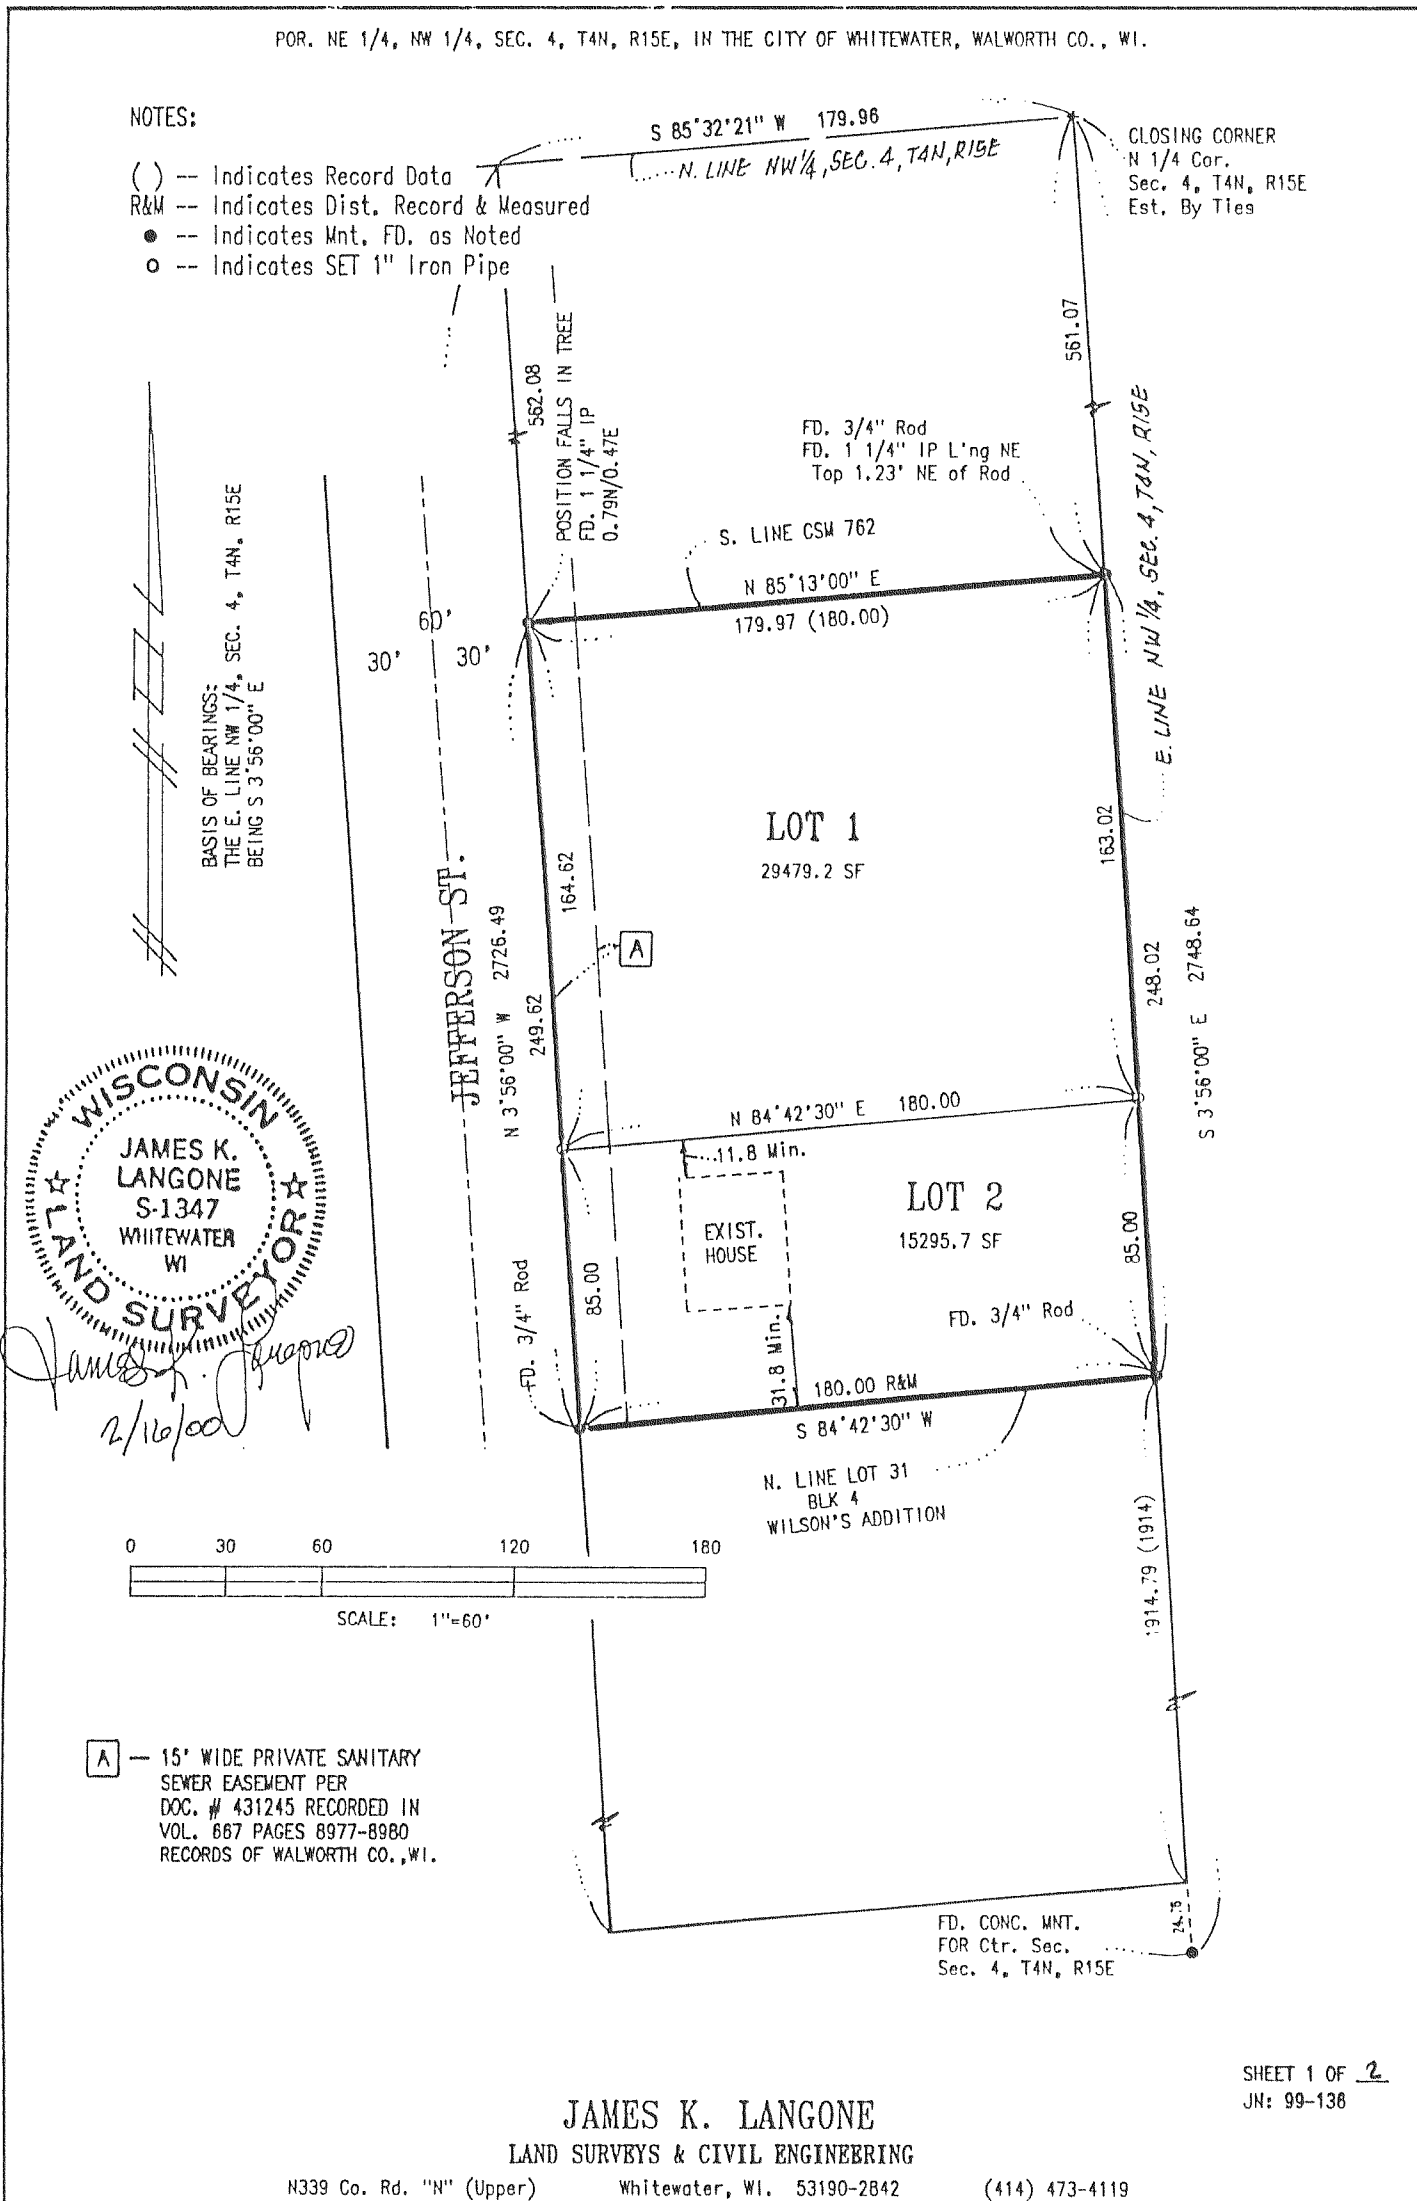 POR. NE 1/4, NW 1/4, SEC. 4, T4N, R15E, IN THE CITY OF WHITEWATER, WALWORTH CO., WI.
NOTES:
( ) -- Indicates Record Data
R&M -- Indicates Dist. Record & Measured
● -- Indicates Mnt. FD. as Noted
o -- Indicates SET 1" Iron Pipe
S 85°32'21" W 179.96
N. LINE NW 1/4, SEC. 4, T4N, R15E
CLOSING CORNER
N 1/4 Cor.
Sec. 4, T4N, R15E
Est. By Ties
562.08
POSITION FALLS IN TREE
FD. 1 1/4" IP
0.79N/0.47E
561.07
FD. 3/4" Rod
FD. 1 1/4" IP L'ng NE
Top 1.23' NE of Rod
E. LINE NW 1/4, SEC. 4, T4N, R15E
S. LINE CSM 762
N 85°13'00" E
179.97 (180.00)
BASIS OF BEARINGS:
THE E. LINE NW 1/4, SEC. 4, T4N, R15E
BEING S 3°56'00" E
60'
30' 30'
LOT 1
29479.2 SF
164.62
163.02
A
JEFFERSON ST.
N 3°56'00" W 2726.49
249.62
248.02
S 3°56'00" E 2748.64
N 84°42'30" E 180.00
11.8 Min.
LOT 2
15295.7 SF
EXIST.
HOUSE
85.00
85.00
FD. 3/4" Rod
FD. 3/4" Rod
31.8 Min.
180.00 R&M
S 84°42'30" W
WISCONSIN
JAMES K.
LANGONE
S-1347
WHITEWATER
WI
LAND SURVEYOR
James K. Langone
2/16/00
N. LINE LOT 31
BLK 4
WILSON'S ADDITION
1914.79 (1914)
0 30 60 120 180
SCALE: 1"=60'
A — 15' WIDE PRIVATE SANITARY
SEWER EASEMENT PER
DOC. # 431245 RECORDED IN
VOL. 667 PAGES 8977-8980
RECORDS OF WALWORTH CO.,WI.
24.75
FD. CONC. MNT.
FOR Ctr. Sec.
Sec. 4, T4N, R15E
SHEET 1 OF 2
JN: 99-136
JAMES K. LANGONE
LAND SURVEYS & CIVIL ENGINEERING
N339 Co. Rd. "N" (Upper) Whitewater, WI. 53190-2842 (414) 473-4119